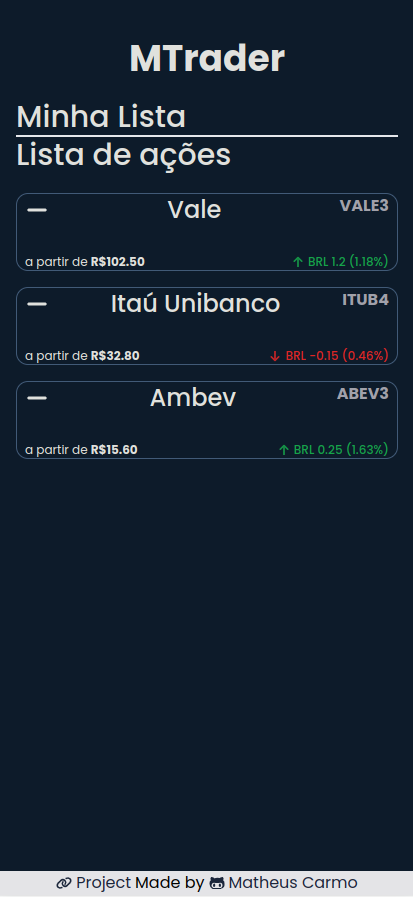 MTrader
Minha Lista
Lista de ações
Vale VALE3
a partir de R$102.50 ↑ BRL 1.2 (1.18%)
Itaú Unibanco ITUB4
a partir de R$32.80 ↓ BRL -0.15 (0.46%)
Ambev ABEV3
a partir de R$15.60 ↑ BRL 0.25 (1.63%)
Project Made by Matheus Carmo